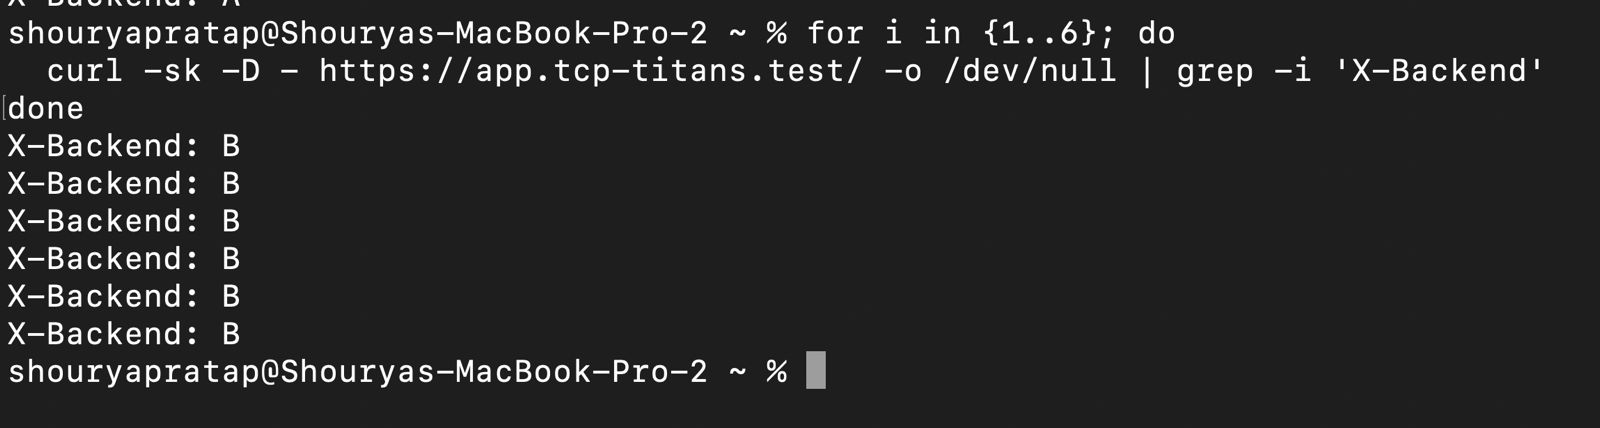 X-Backend: A
shouryapratap@Shouryas-MacBook-Pro-2 ~ % for i in {1..6}; do
  curl -sk -D - https://app.tcp-titans.test/ -o /dev/null | grep -i 'X-Backend'
done
X-Backend: B
X-Backend: B
X-Backend: B
X-Backend: B
X-Backend: B
X-Backend: B
shouryapratap@Shouryas-MacBook-Pro-2 ~ %